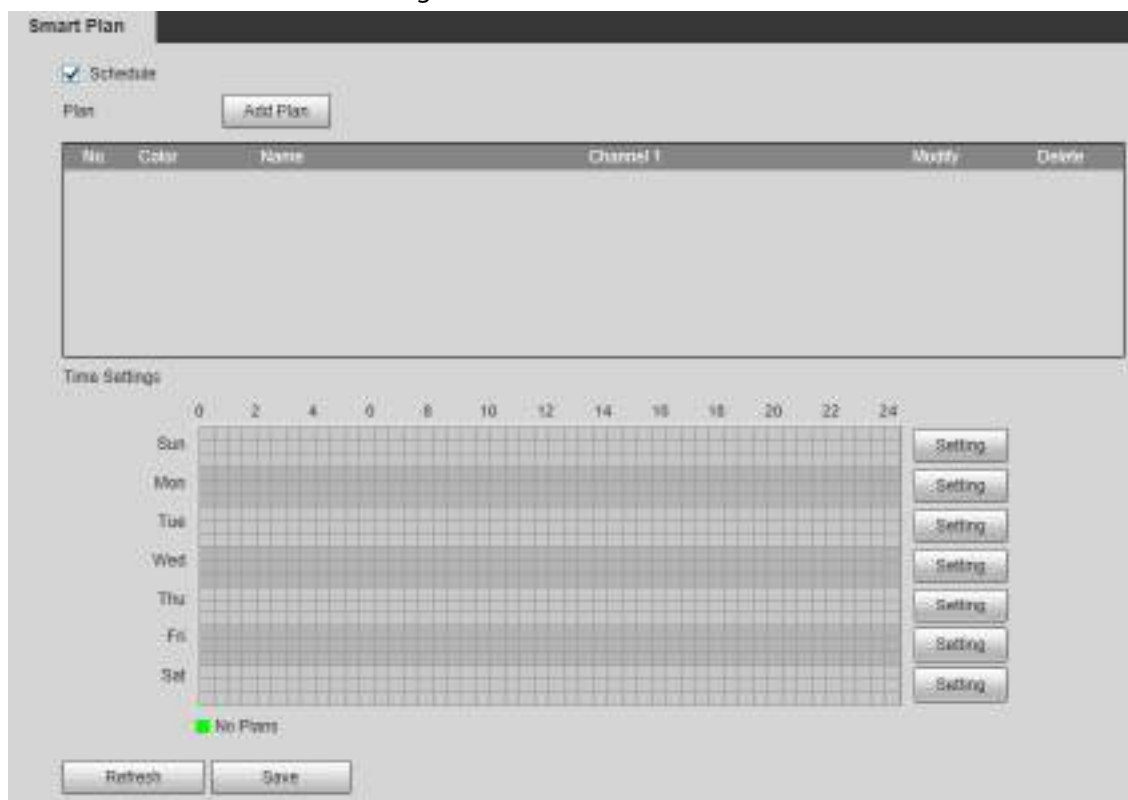 Smart Plan
Schedule
Plan Add Plan
No Color Name Channel 1 Modify Delete
Time Settings
0 2 4 6 8 10 12 14 16 18 20 22 24
Sun Setting
Mon Setting
Tue Setting
Wed Setting
Thu Setting
Fri Setting
Sat Setting
No Plans
Refresh Save